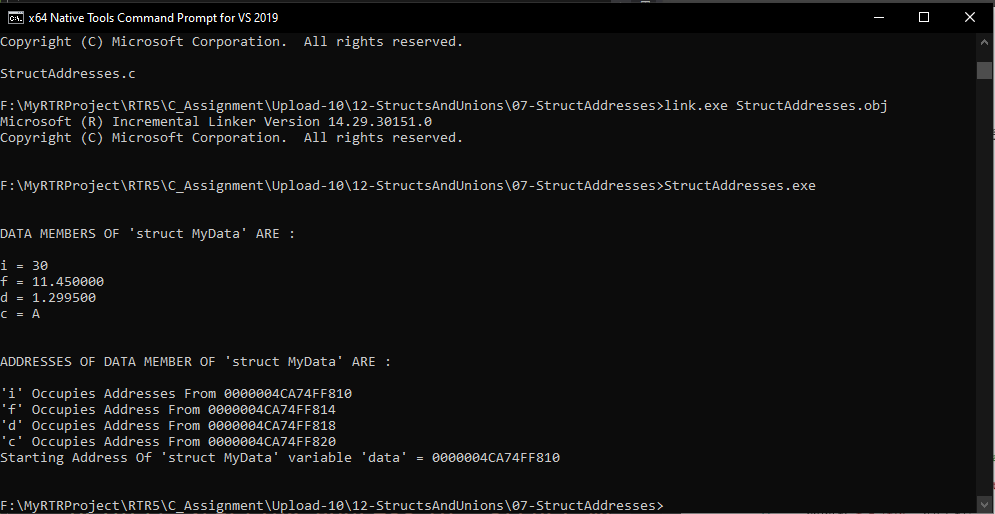 x64 Native Tools Command Prompt for VS 2019
Copyright (C) Microsoft Corporation.  All rights reserved.
StructAddresses.c
F:\MyRTRProject\RTR5\C_Assignment\Upload-10\12-StructsAndUnions\07-StructAddresses>link.exe StructAddresses.obj
Microsoft (R) Incremental Linker Version 14.29.30151.0
Copyright (C) Microsoft Corporation.  All rights reserved.
F:\MyRTRProject\RTR5\C_Assignment\Upload-10\12-StructsAndUnions\07-StructAddresses>StructAddresses.exe
DATA MEMBERS OF 'struct MyData' ARE :
i = 30
f = 11.450000
d = 1.299500
c = A
ADDRESSES OF DATA MEMBER OF 'struct MyData' ARE :
'i' Occupies Addresses From 0000004CA74FF810
'f' Occupies Address From 0000004CA74FF814
'd' Occupies Address From 0000004CA74FF818
'c' Occupies Address From 0000004CA74FF820
Starting Address Of 'struct MyData' variable 'data' = 0000004CA74FF810
F:\MyRTRProject\RTR5\C_Assignment\Upload-10\12-StructsAndUnions\07-StructAddresses>